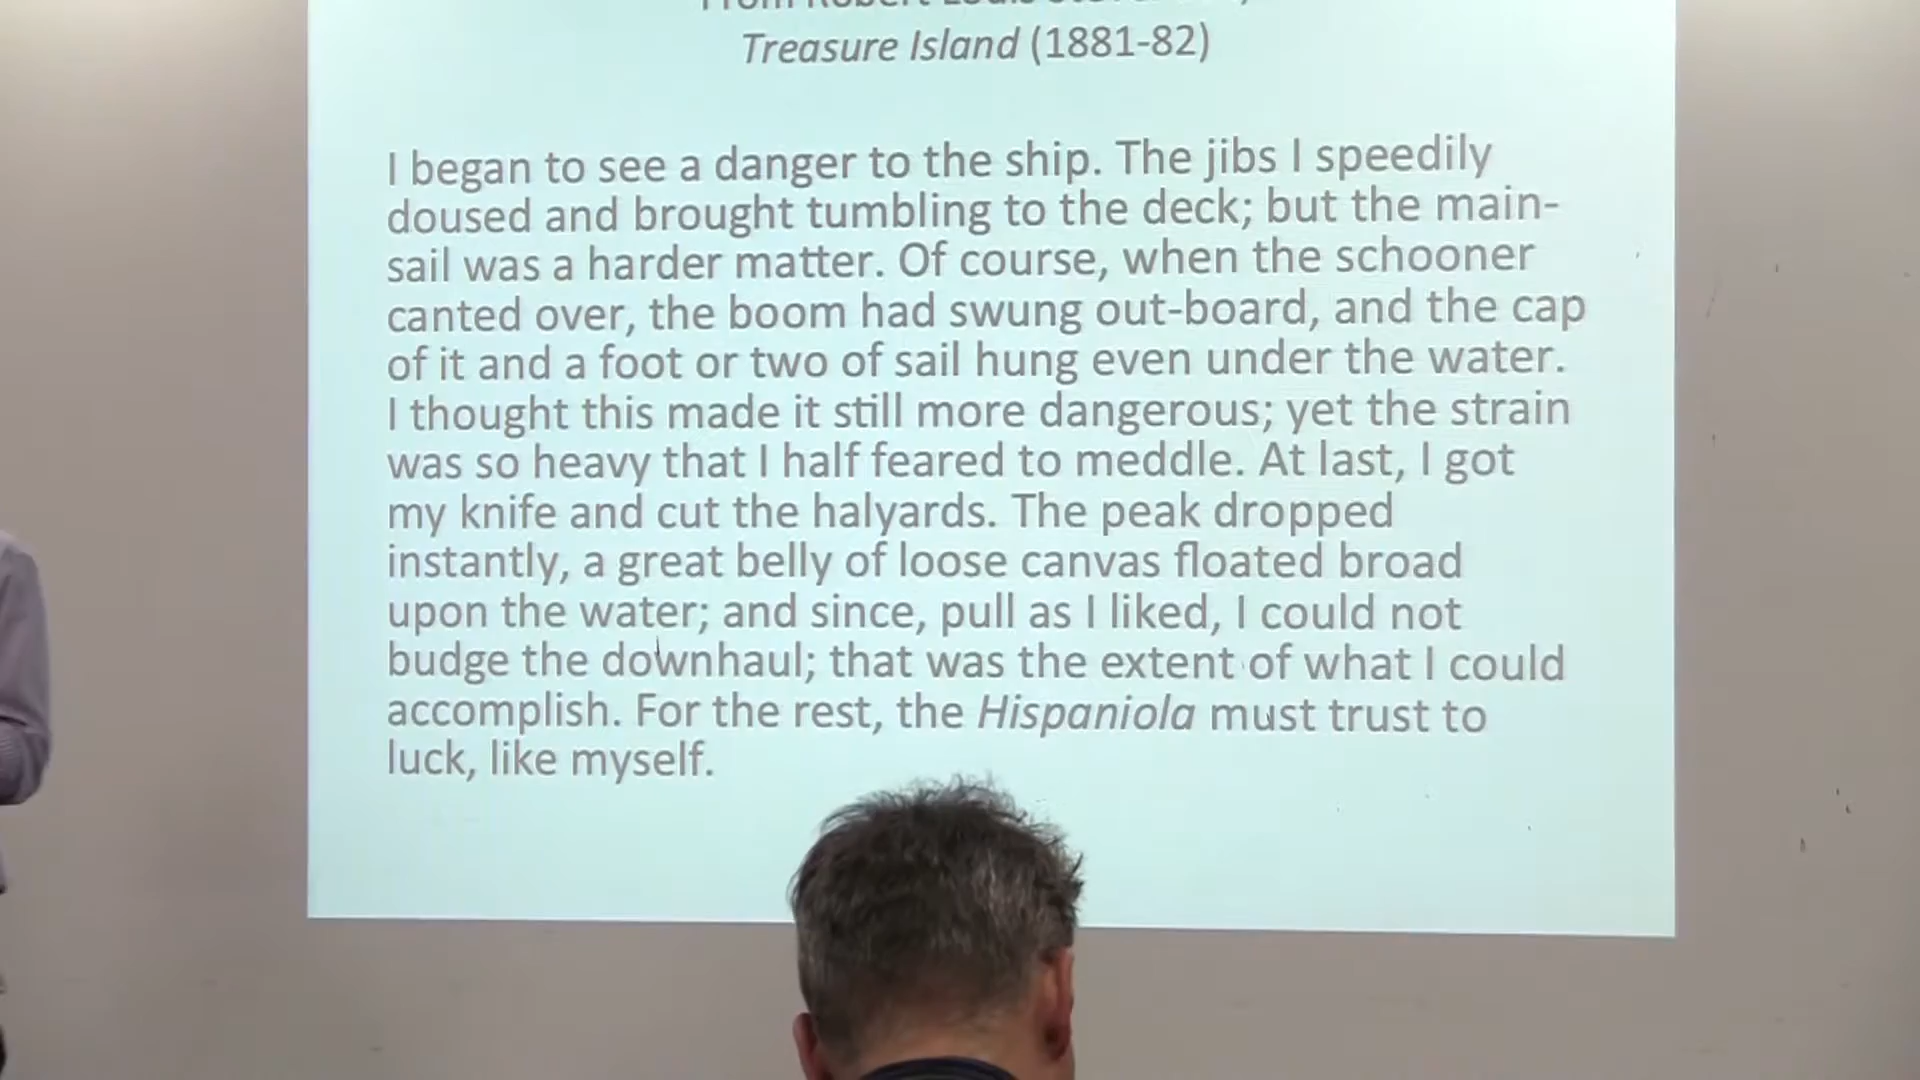 From Robert Louis
Treasure Island (1881-82)
I began to see a danger to the ship. The jibs I speedily
doused and brought tumbling to the deck; but the main-
sail was a harder matter. Of course, when the schooner
canted over, the boom had swung out-board, and the cap
of it and a foot or two of sail hung even under the water.
I thought this made it still more dangerous; yet the strain
was so heavy that I half feared to meddle. At last, I got
my knife and cut the halyards. The peak dropped
instantly, a great belly of loose canvas floated broad
upon the water; and since, pull as I liked, I could not
budge the downhaul; that was the extent of what I could
accomplish. For the rest, the Hispaniola must trust to
luck, like myself.